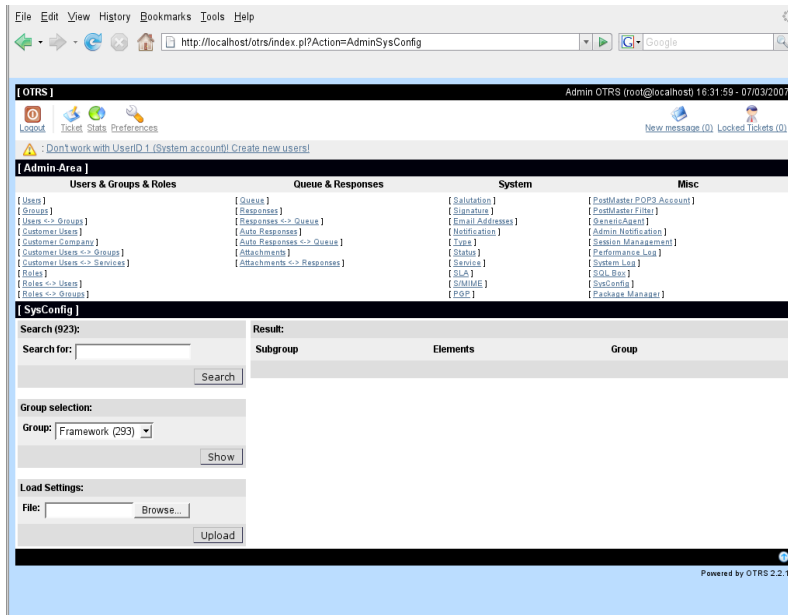 File Edit View History Bookmarks Tools Help
http://localhost/otrs/index.pl?Action=AdminSysConfig
G Google
[ OTRS ] Admin OTRS (root@localhost) 16:31:59 - 07/03/2007
Logout Ticket Stats Preferences New message (0) Locked Tickets (0)
: Don't work with UserID 1 (System account)! Create new users!
[ Admin-Area ]
Users & Groups & Roles Queue & Responses System Misc
[ Users ] [ Queue ] [ Salutation ] [ PostMaster POP3 Account ]
[ Groups ] [ Responses ] [ Signature ] [ PostMaster Filter ]
[ Users <-> Groups ] [ Responses <-> Queue ] [ Email Addresses ] [ GenericAgent ]
[ Customer Users ] [ Auto Responses ] [ Notification ] [ Admin Notification ]
[ Customer Company ] [ Auto Responses <-> Queue ] [ Type ] [ Session Management ]
[ Customer Users <-> Groups ] [ Attachments ] [ Status ] [ Performance Log ]
[ Customer Users <-> Services ] [ Attachments <-> Responses ] [ Service ] [ System Log ]
[ Roles ] [ SLA ] [ SQL Box ]
[ Roles <-> Users ] [ S/MIME ] [ SysConfig ]
[ Roles <-> Groups ] [ PGP ] [ Package Manager ]
[ SysConfig ]
Search (923): Result:
Search for: Subgroup Elements Group
Search
Group selection:
Group: Framework (293)
Show
Load Settings:
File: Browse...
Upload
Powered by OTRS 2.2.1